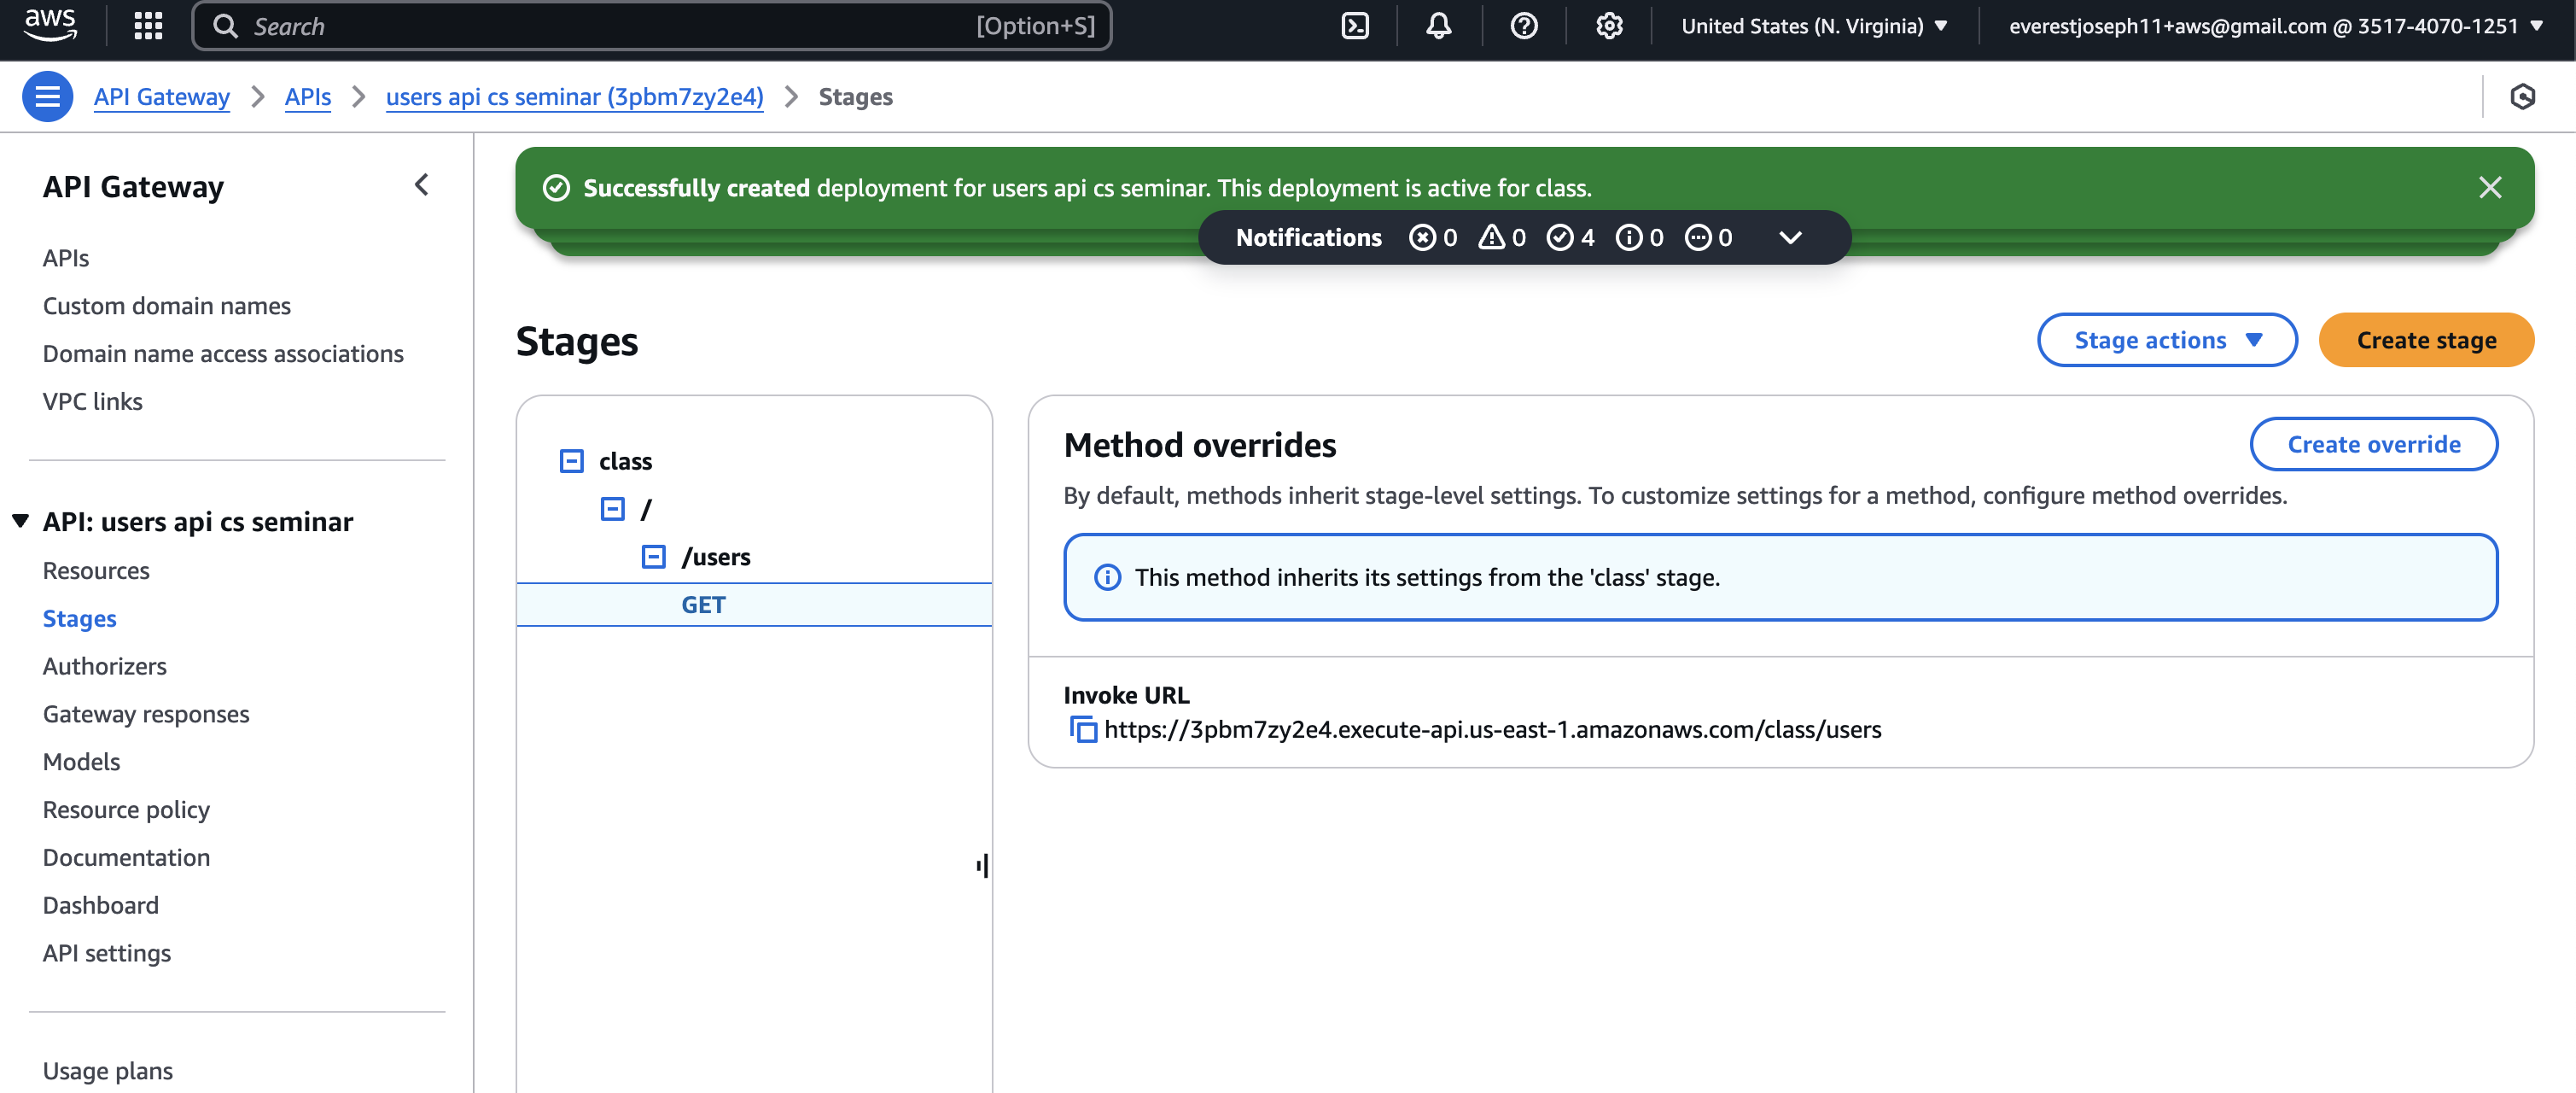 aws
Search
[Option+S]
United States (N. Virginia)
everestjoseph11+aws@gmail.com @ 3517-4070-1251
API Gateway
APIs
users api cs seminar (3pbm7zy2e4)
Stages
API Gateway
APIs
Custom domain names
Domain name access associations
VPC links
API: users api cs seminar
Resources
Stages
Authorizers
Gateway responses
Models
Resource policy
Documentation
Dashboard
API settings
Usage plans
Successfully created deployment for users api cs seminar. This deployment is active for class.
Notifications 0 0 4 0 0
Stages
Stage actions
Create stage
class
/
/users
GET
Method overrides
Create override
By default, methods inherit stage-level settings. To customize settings for a method, configure method overrides.
This method inherits its settings from the 'class' stage.
Invoke URL
https://3pbm7zy2e4.execute-api.us-east-1.amazonaws.com/class/users